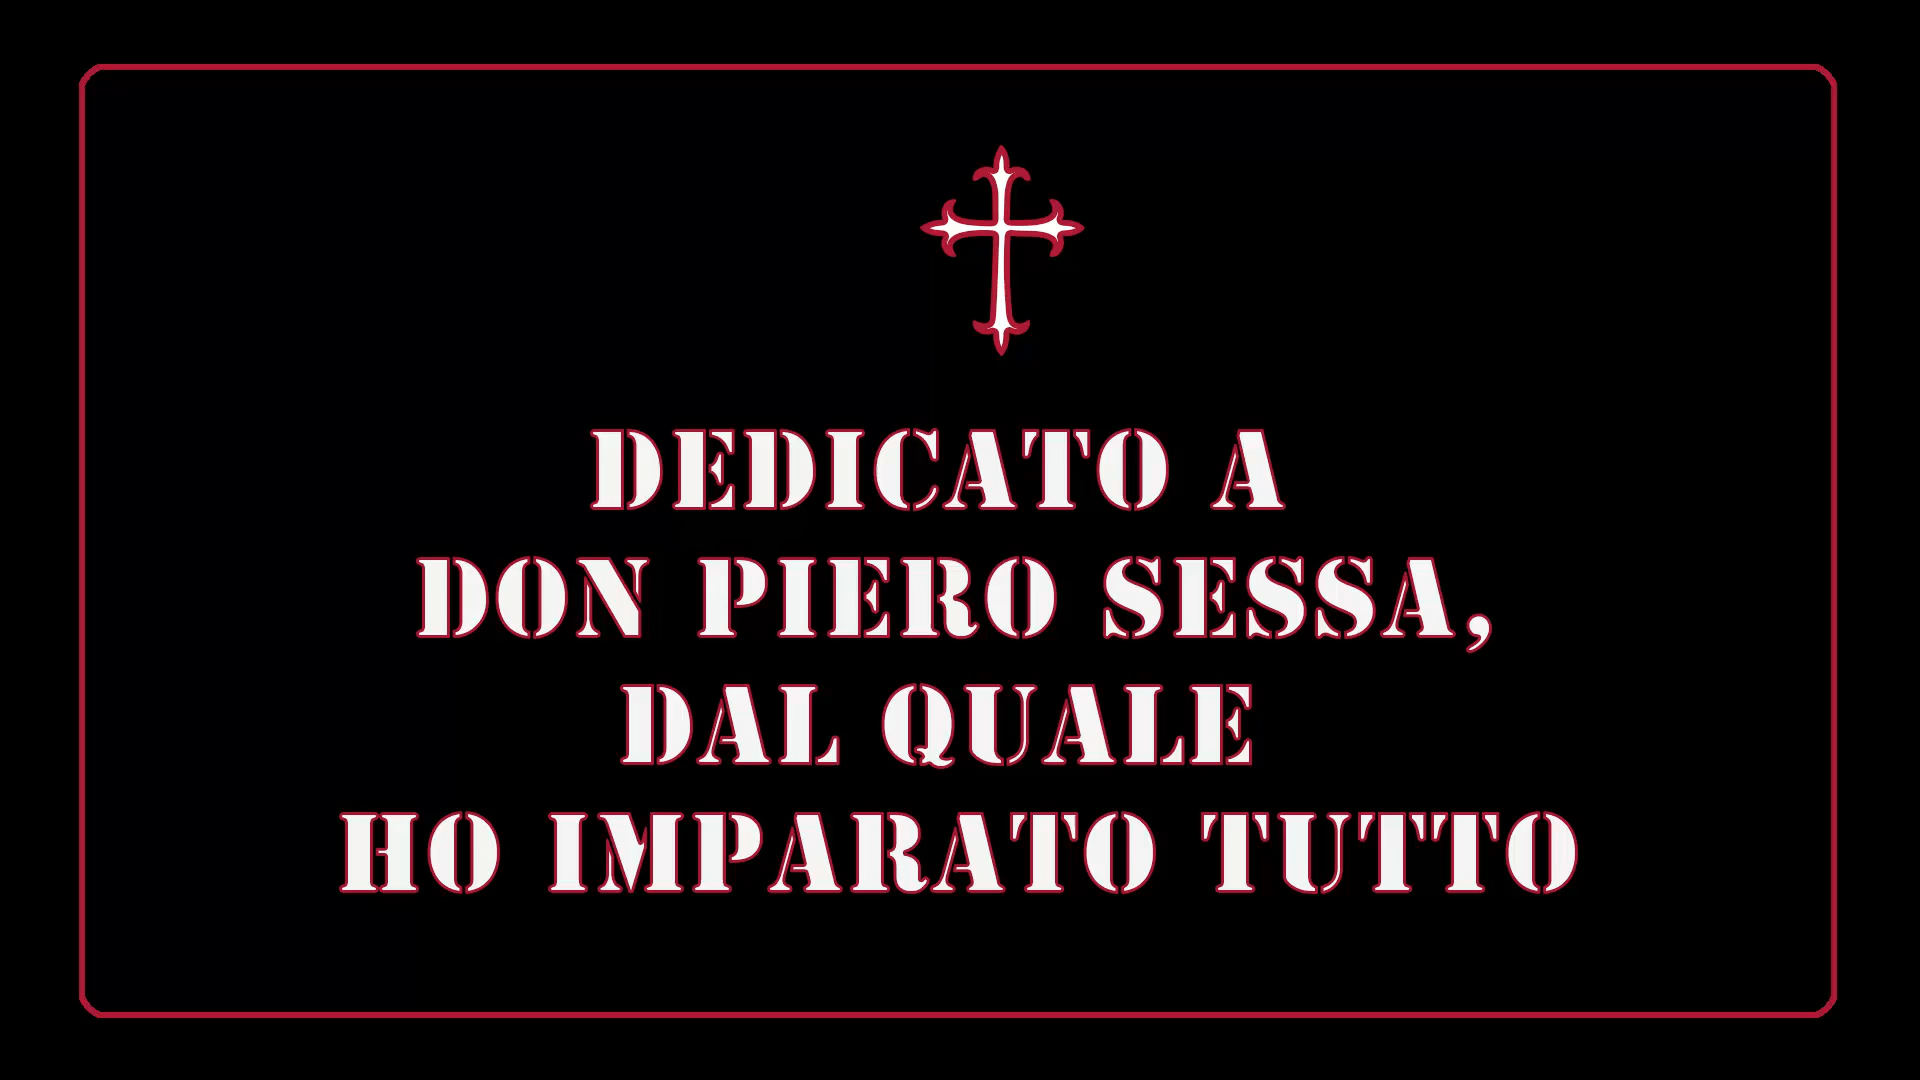 DEDICATO A
DON PIERO SESSA,
DAL QUALE
HO IMPARATO TUTTO